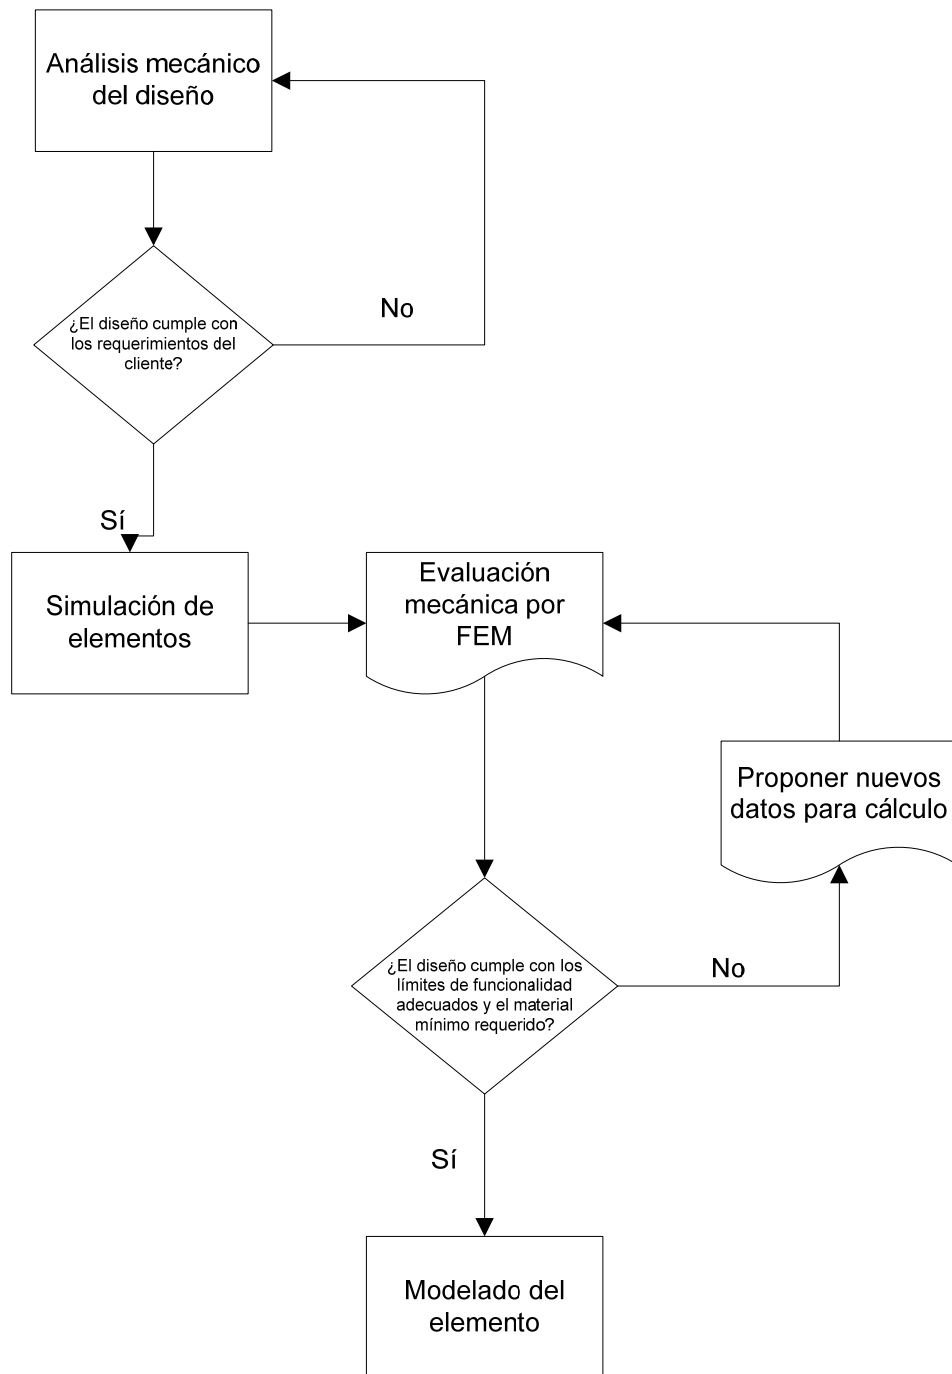 Análisis mecánico
del diseño
No
¿El diseño cumple con
los requerimientos del
cliente?
Sí
Simulación de
elementos
Evaluación
mecánica por
FEM
Proponer nuevos
datos para cálculo
¿El diseño cumple con los
límites de funcionalidad
adecuados y el material
mínimo requerido?
No
Sí
Modelado del
elemento